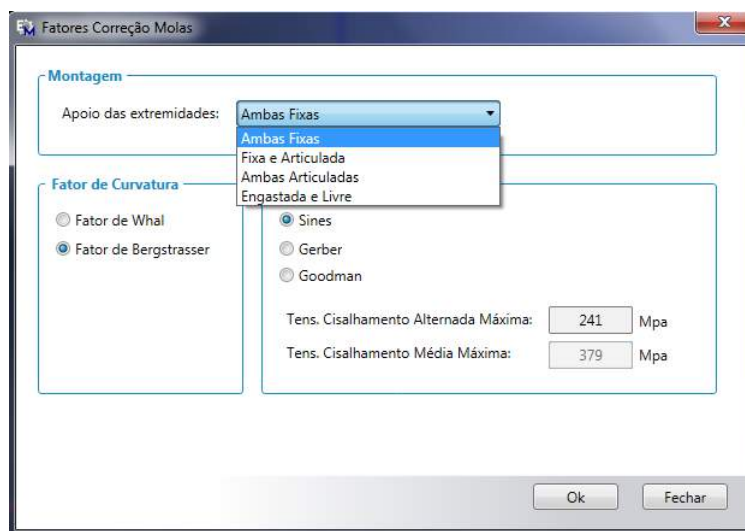 Fatores Correção Molas
Montagem
Apoio das extremidades: Ambas Fixas
Ambas Fixas
Fixa e Articulada
Ambas Articuladas
Engastada e Livre
Fator de Curvatura
Fator de Whal
Fator de Bergstrasser
Sines
Gerber
Goodman
Tens. Cisalhamento Alternada Máxima: 241 Mpa
Tens. Cisalhamento Média Máxima: 379 Mpa
Ok Fechar